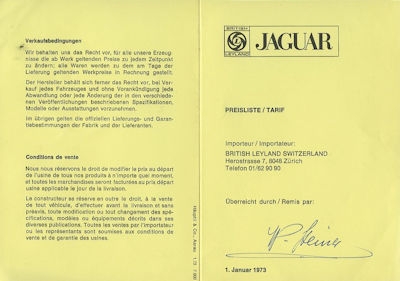 Verkaufsbedingungen
Wir behalten uns das Recht vor, für alle unsere Erzeug-
nisse die ab Werk geltenden Preise zu jedem Zeitpunkt
zu ändern; alle Waren werden zu dem am Tage der
Lieferung geltenden Werkpreise in Rechnung gestellt.
Der Hersteller behält sich ferner das Recht vor, bei Ver-
kauf jedes Fahrzeuges und ohne Vorankündigung jede
Abwandlung oder jede Änderung der in den verschiede-
nen Veröffentlichungen beschriebenen Spezifikationen,
Modelle oder Ausstattungen vorzunehmen.
Im übrigen gelten die offiziellen Lieferungs- und Garan-
tiebestimmungen der Fabrik und der Lieferanten.
Conditions de vente
Nous nous réservons le droit de modifier le prix au départ
de l'usine de tous nos produits à n'importe quel moment,
et toutes les marchandises seront facturées au prix départ
usine applicable le jour de la livraison.
Le constructeur se réserve en outre le droit, à la vente
de tout véhicule, d'effectuer avant la livraison et sans
préavis, toute modification ou tout changement des spé-
cifications, modèles ou équipements décrits dans ses
diverses publications. Toutes les ventes par l'importateur
ou les représentants sont soumises aux conditions de
vente et de garantie des usines.
BRITISH
LEYLAND
JAGUAR
PREISLISTE / TARIF
Importeur / Importateur:
BRITISH LEYLAND SWITZERLAND
Herostrasse 7, 8048 Zürich
Telefon 01/62 90 90
Überreicht durch / Remis par:
1. Januar 1973